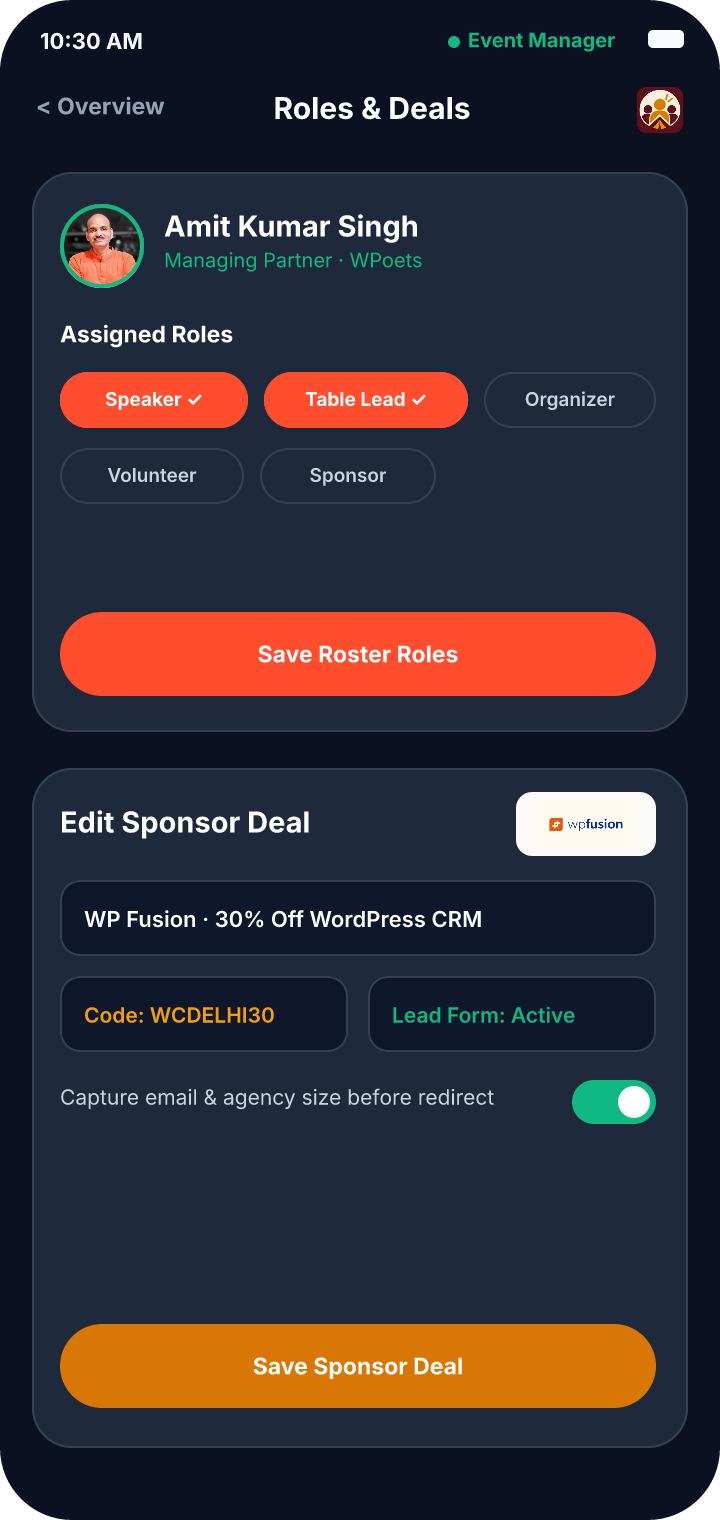 10:30 AM
Event Manager
< Overview
Roles & Deals
Amit Kumar Singh
Managing Partner · WPoets
Assigned Roles
Speaker ✓
Table Lead ✓
Organizer
Volunteer
Sponsor
Save Roster Roles
Edit Sponsor Deal
wpfusion
WP Fusion · 30% Off WordPress CRM
Code: WCDELHI30
Lead Form: Active
Capture email & agency size before redirect
Save Sponsor Deal